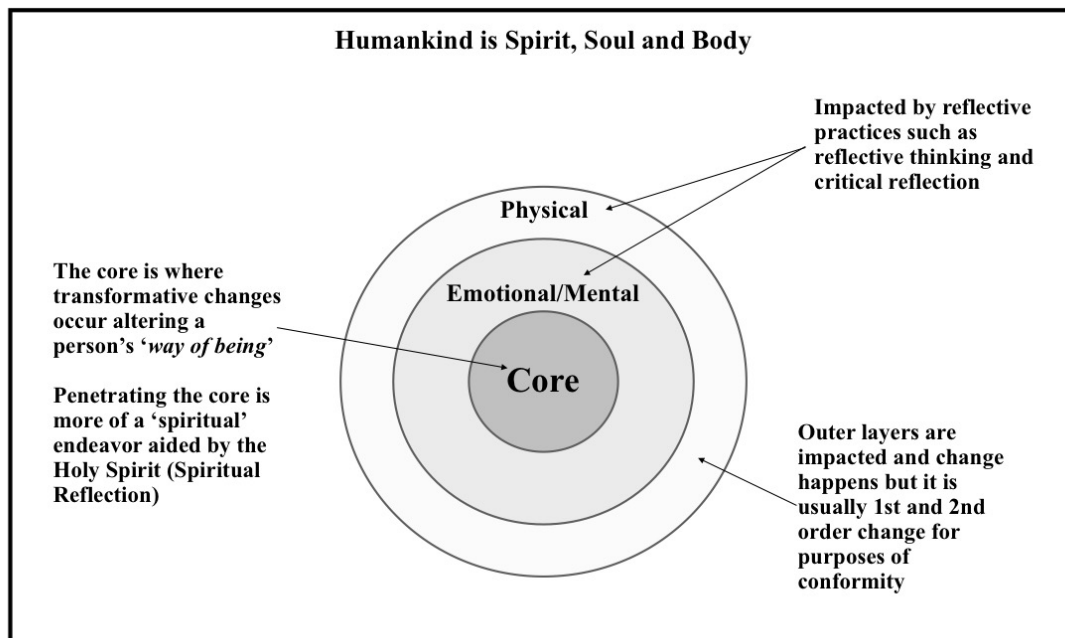 Humankind is Spirit, Soul and Body
Impacted by reflective
practices such as
reflective thinking and
critical reflection
Physical
Emotional/Mental
Core
The core is where
transformative changes
occur altering a
person's ‘way of being’
Penetrating the core is
more of a ‘spiritual’
endeavor aided by the
Holy Spirit (Spiritual
Reflection)
Outer layers are
impacted and change
happens but it is
usually 1st and 2nd
order change for
purposes of
conformity